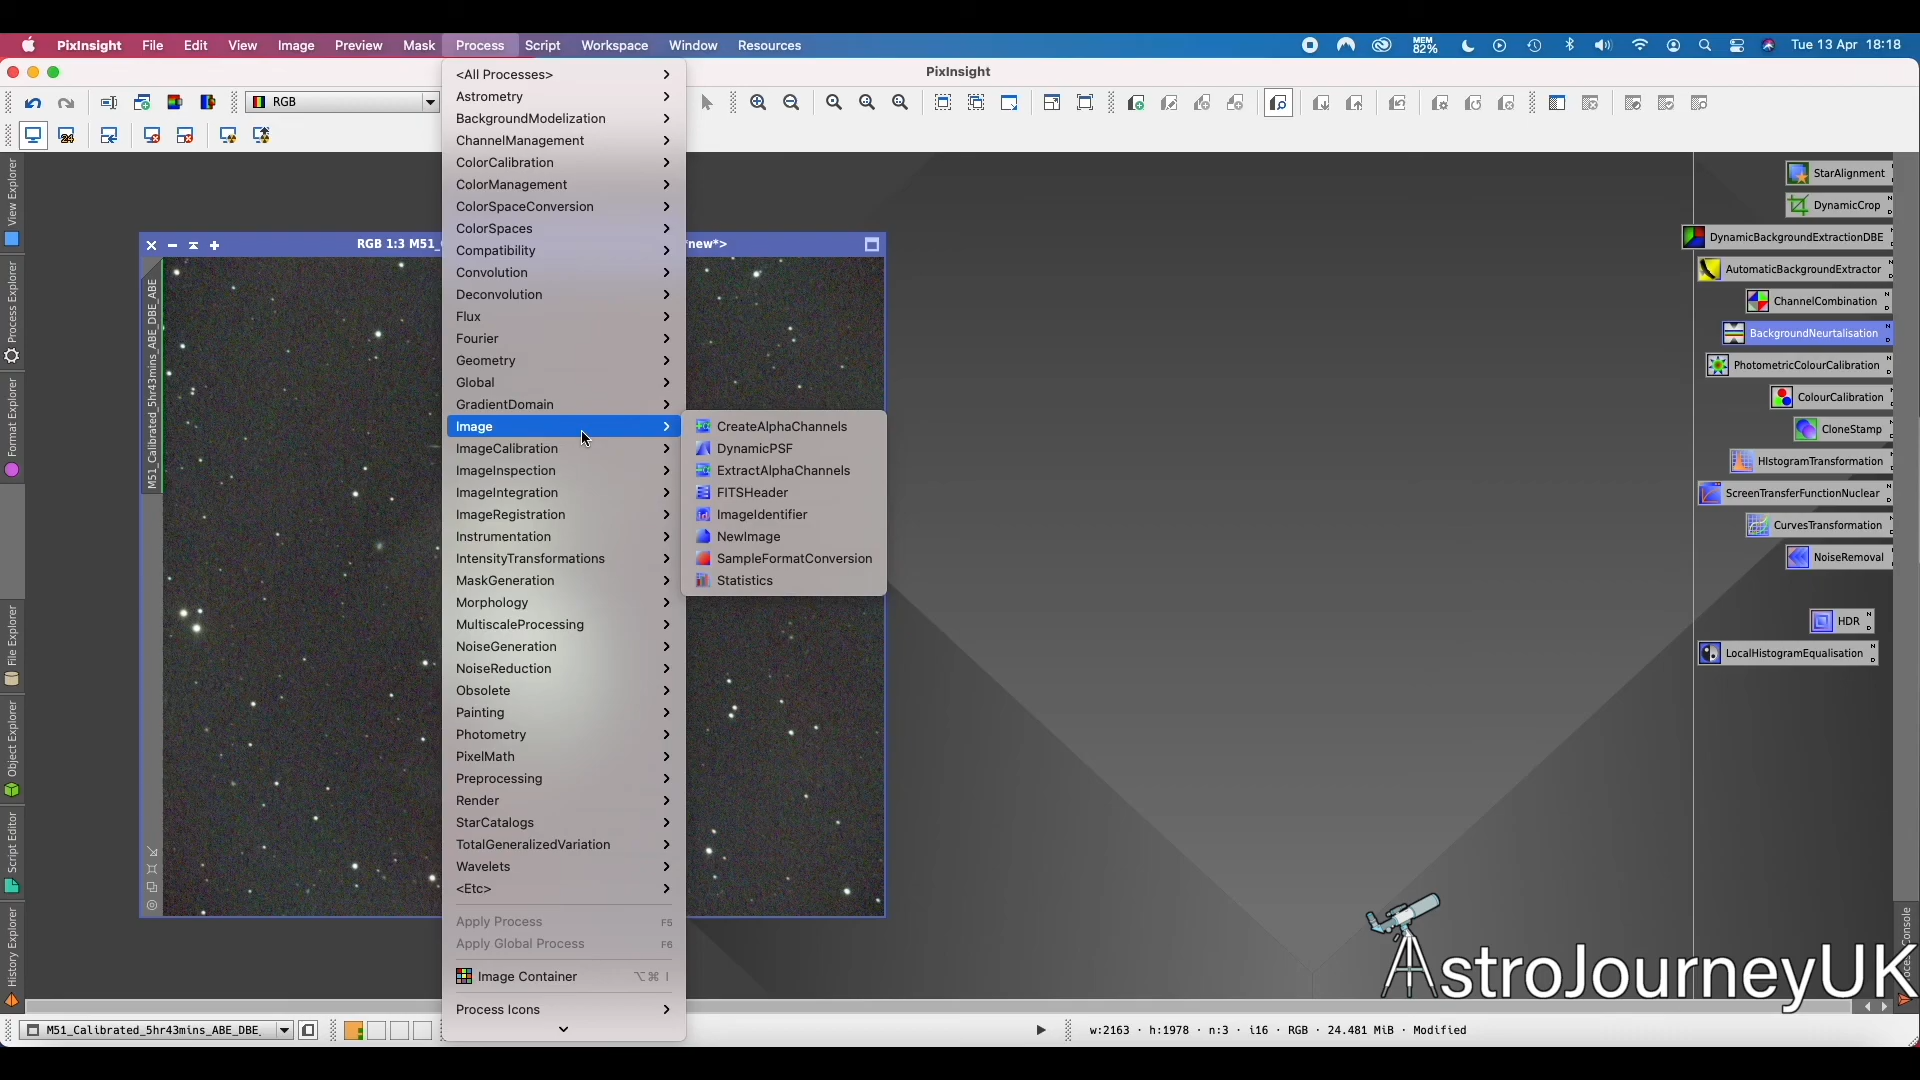 PixInsight File Edit View Image Preview Mask Process Script Workspace Window Resources
MEM 82%
Tue 13 Apr 18:18
PixInsight
RGB
24
View Explorer
Process Explorer
Format Explorer
File Explorer
Object Explorer
Script Editor
History Explorer
RGB 1:3 M51_
*new*>
M51_Calibrated_5hr43mins_ABE_DBE_ABE
<All Processes>
Astrometry
BackgroundModelization
ChannelManagement
ColorCalibration
ColorManagement
ColorSpaceConversion
ColorSpaces
Compatibility
Convolution
Deconvolution
Flux
Fourier
Geometry
Global
GradientDomain
Image
ImageCalibration
ImageInspection
ImageIntegration
ImageRegistration
Instrumentation
IntensityTransformations
MaskGeneration
Morphology
MultiscaleProcessing
NoiseGeneration
NoiseReduction
Obsolete
Painting
Photometry
PixelMath
Preprocessing
Render
StarCatalogs
TotalGeneralizedVariation
Wavelets
<Etc>
Apply Process F5
Apply Global Process F6
Image Container ⌥⌘ I
Process Icons
CreateAlphaChannels
DynamicPSF
ExtractAlphaChannels
FITSHeader
ImageIdentifier
NewImage
SampleFormatConversion
Statistics
StarAlignment
DynamicCrop
DynamicBackgroundExtractionDBE
AutomaticBackgroundExtractor
ChannelCombination
BackgroundNeurtalisation
PhotometricColourCalibration
ColourCalibration
CloneStamp
HIstogramTransformation
ScreenTransferFunctionNuclear
CurvesTransformation
NoiseRemoval
HDR
LocalHistogramEqualisation
AstroJourneyUK
M51_Calibrated_5hr43mins_ABE_DBE_
w:2163 · h:1978 · n:3 · i16 · RGB · 24.481 MiB · Modified